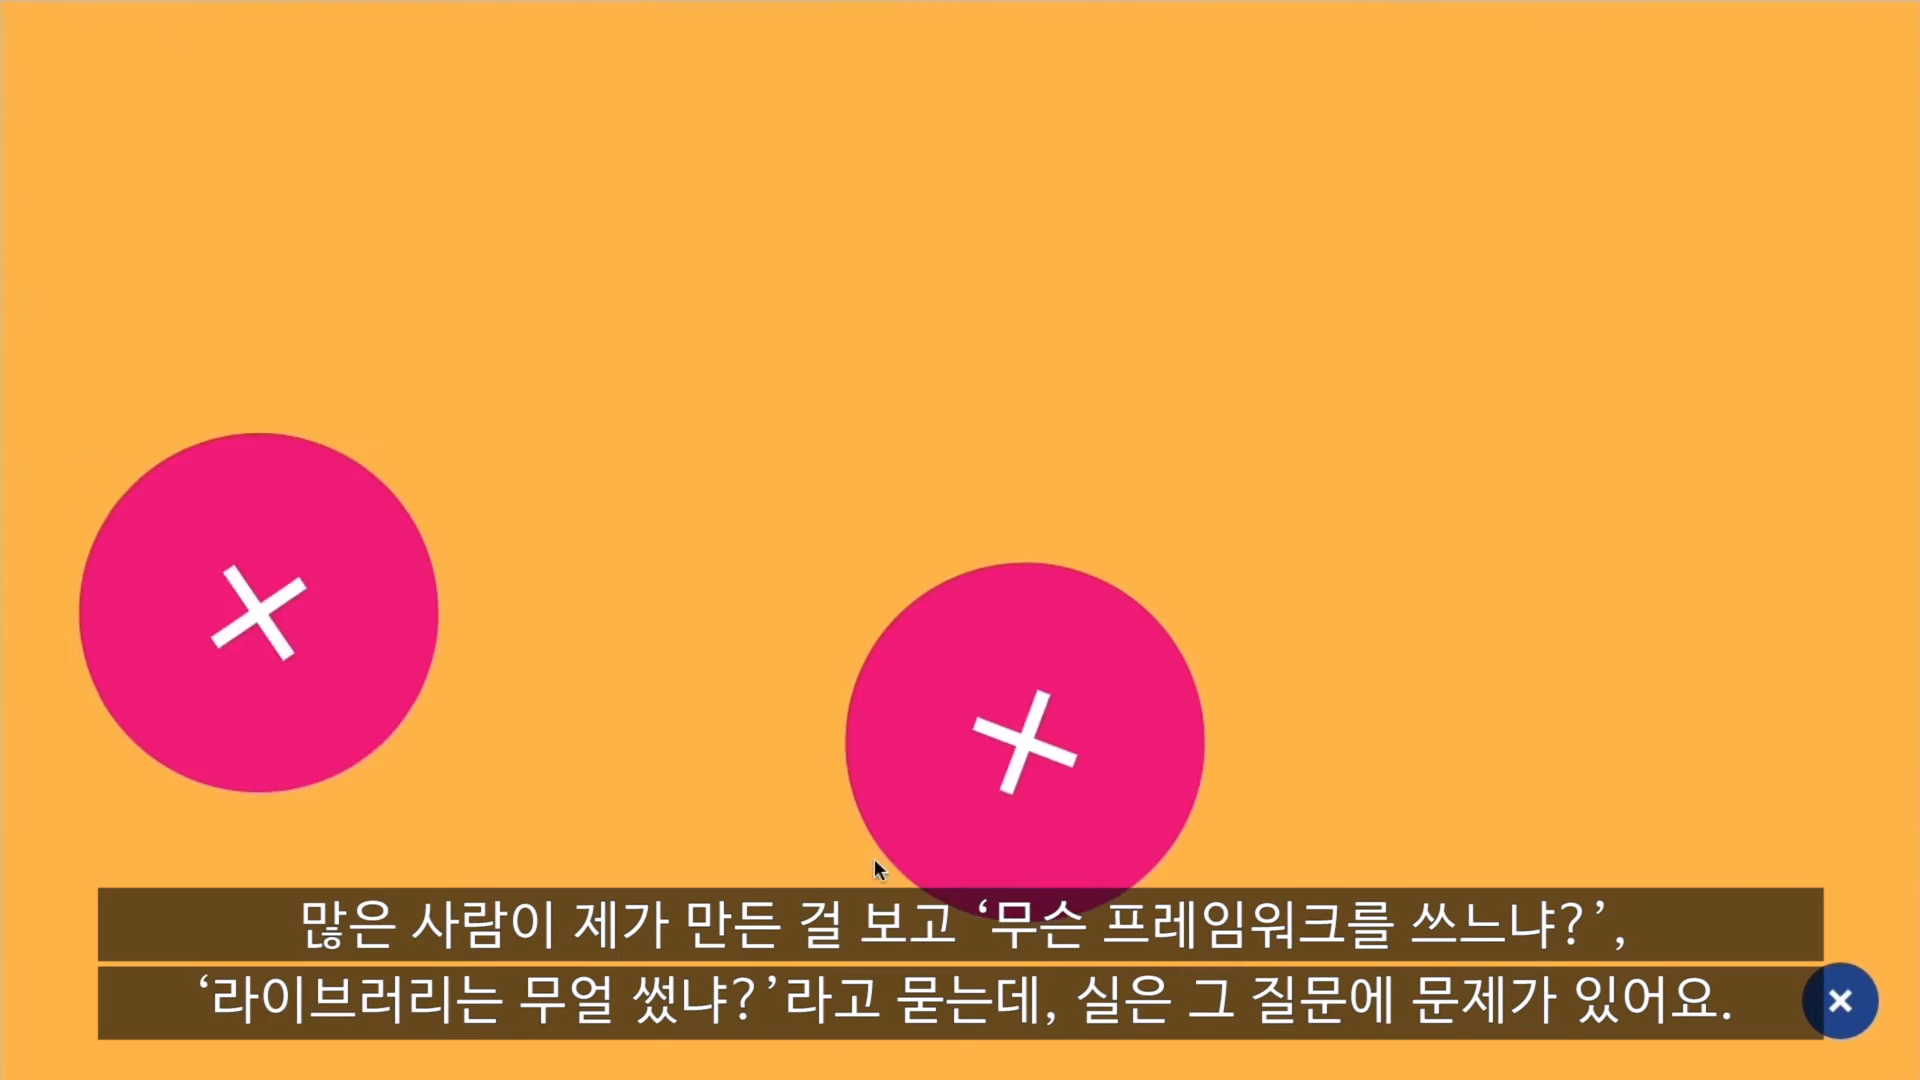 많은 사람이 제가 만든 걸 보고 ‘무슨 프레임워크를 쓰느냐?’,
‘라이브러리는 무얼 썼냐?’라고 묻는데, 실은 그 질문에 문제가 있어요.